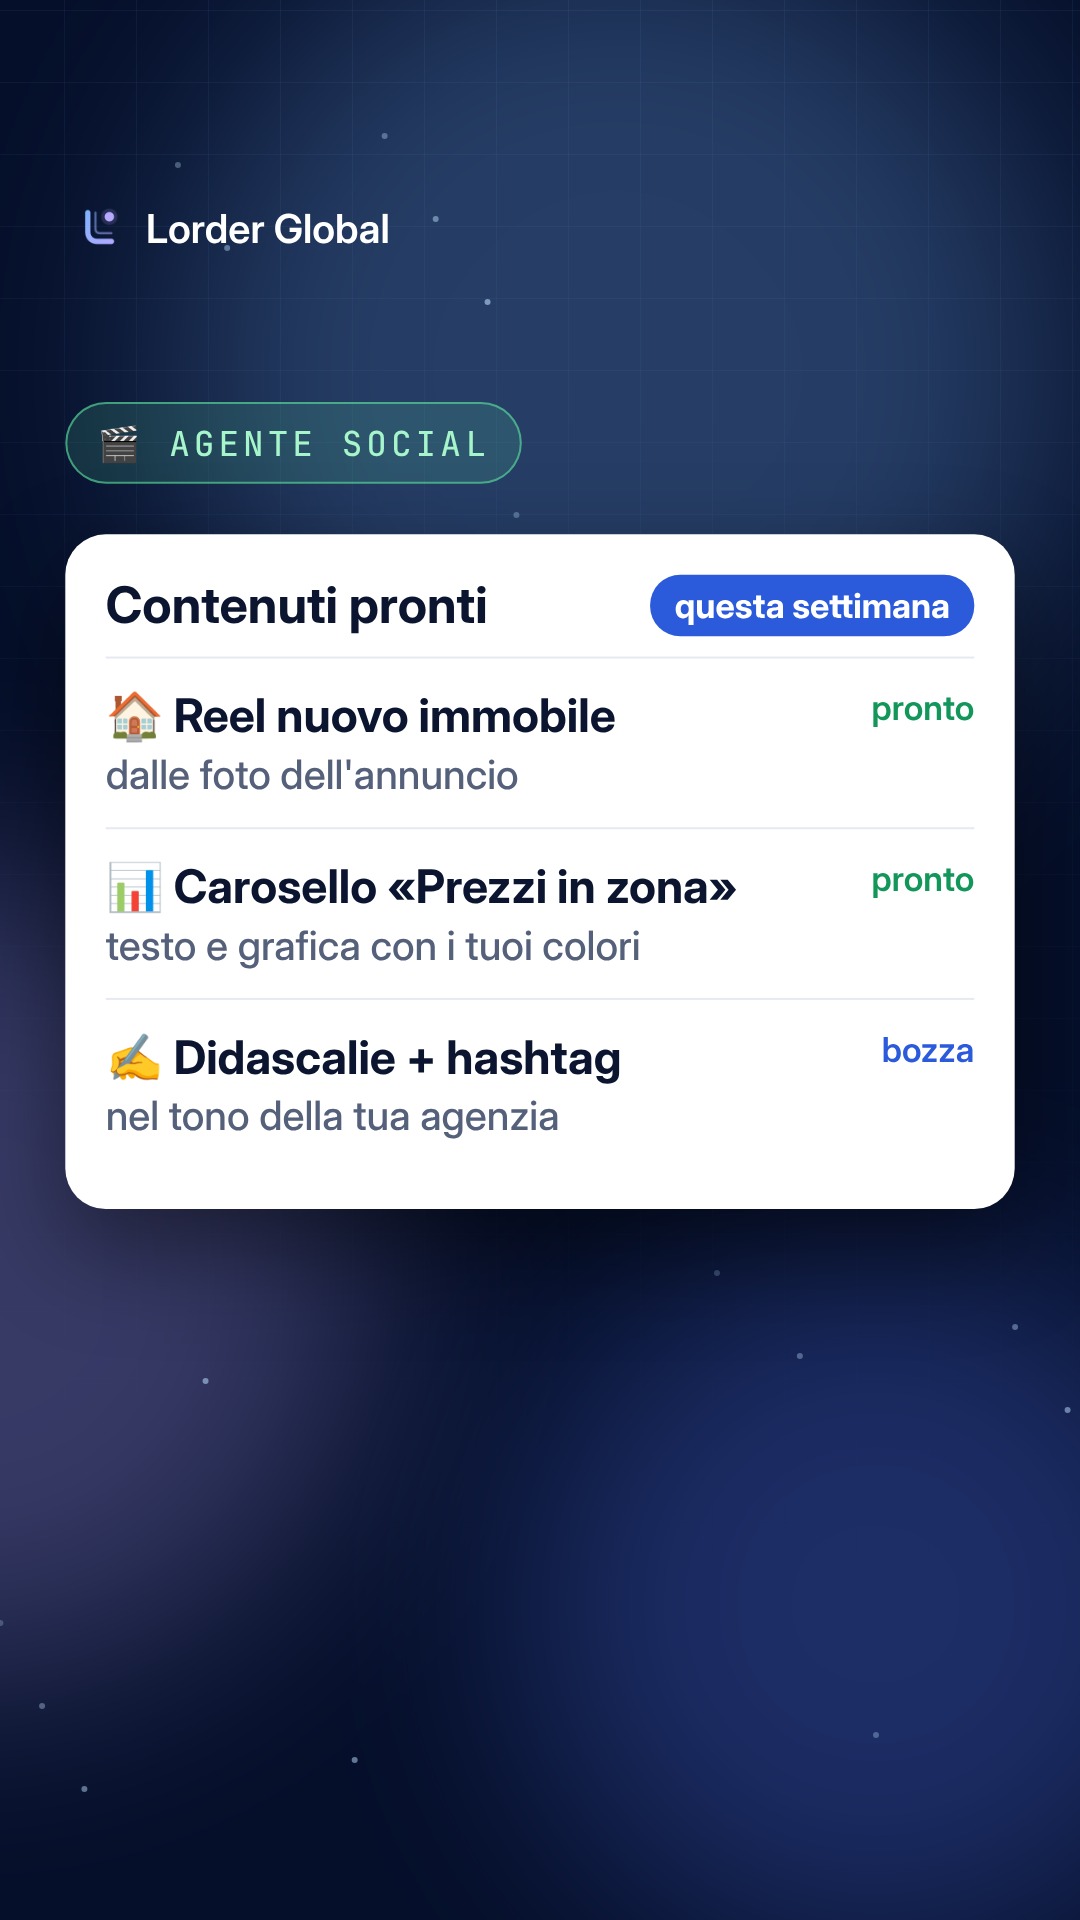 Lorder Global
🎬 AGENTE SOCIAL
Contenuti pronti
questa settimana
🏠 Reel nuovo immobile
pronto
dalle foto dell'annuncio
📊 Carosello «Prezzi in zona»
pronto
testo e grafica con i tuoi colori
✍️ Didascalie + hashtag
bozza
nel tono della tua agenzia